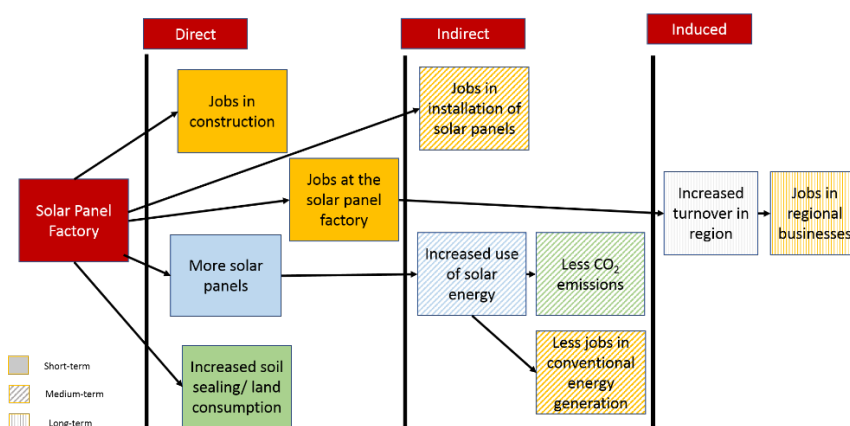 Direct
Indirect
Induced
Jobs in
construction
Jobs in
installation of
solar panels
Solar Panel
Factory
Jobs at the
solar panel
factory
Increased
turnover in
region
Jobs in
regional
businesses
More solar
panels
Increased use
of solar
energy
Less CO₂
emissions
Increased soil
sealing/ land
consumption
Less jobs in
conventional
energy
generation
Short-term
Medium-term
Long-term